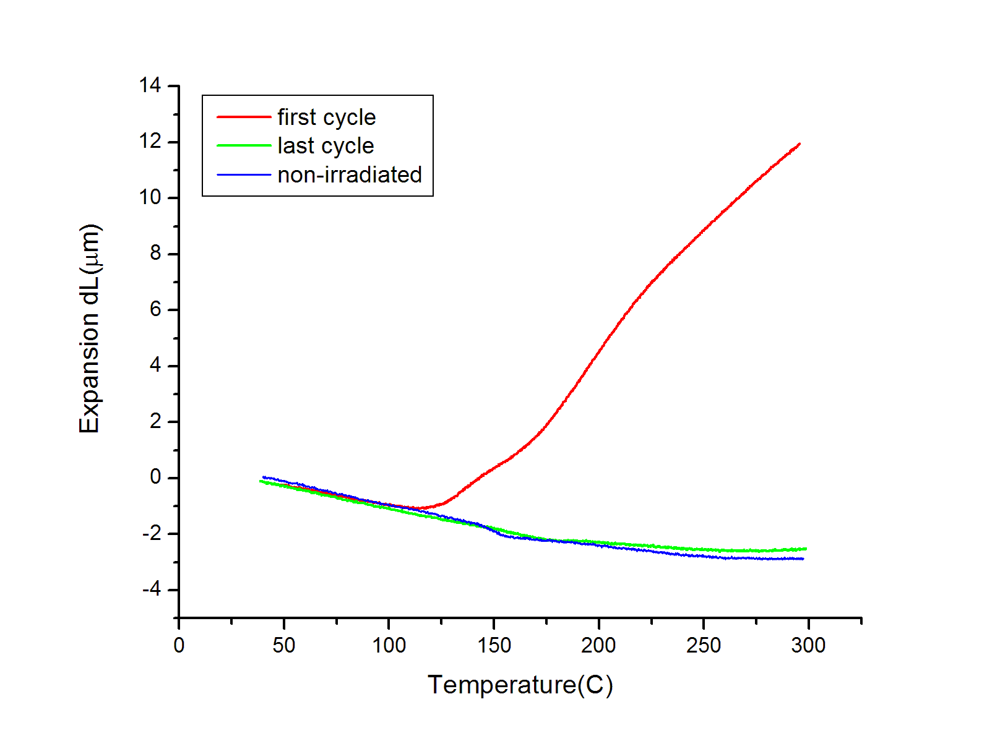 14
12
10
8
6
4
2
0
-2
-4
Expansion dL(μm)
first cycle
last cycle
non-irradiated
0 50 100 150 200 250 300
Temperature(C)